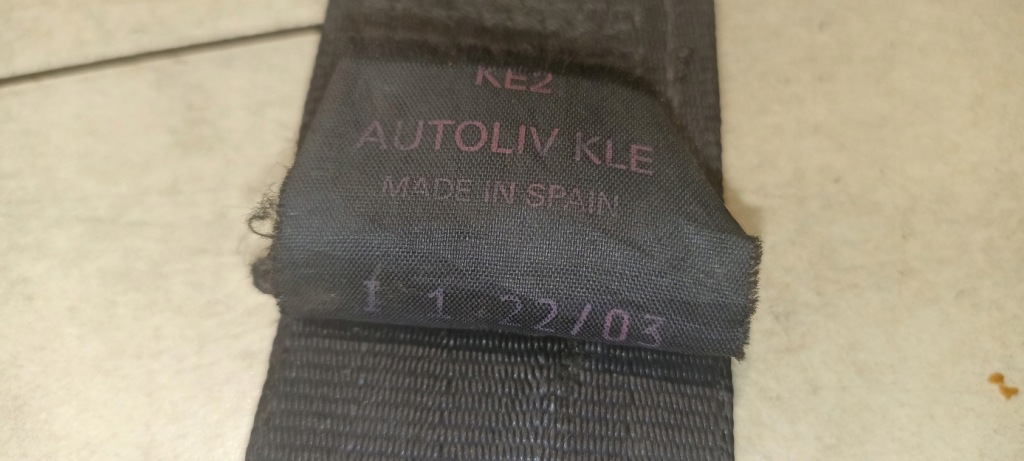 KE2
AUTOLIV KLE
MADE IN SPAIN
I 1 22/03